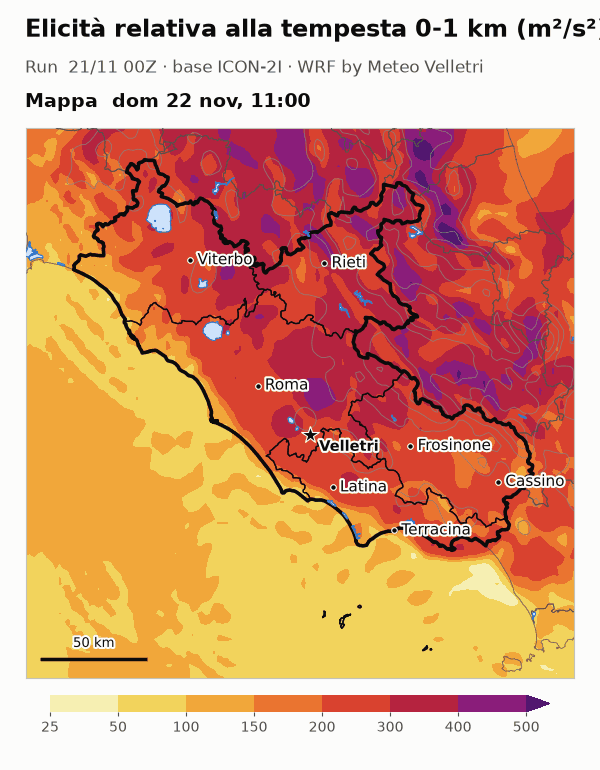 Elicità relativa alla tempesta 0-1 km (m²/s²)
Run 21/11 00Z · base ICON-2I · WRF by Meteo Velletri
Mappa dom 22 nov, 11:00
Viterbo
Rieti
Roma
Velletri
Frosinone
Cassino
Latina
Terracina
50 km
25 50 100 150 200 300 400 500